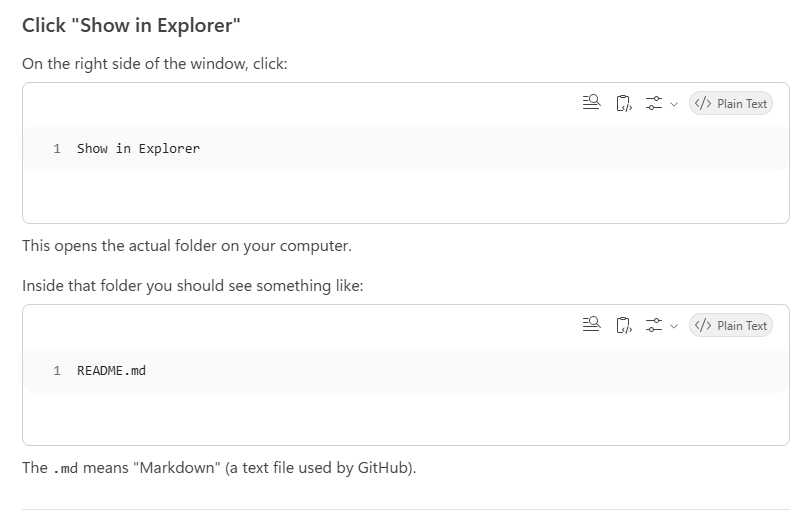 Click "Show in Explorer"
On the right side of the window, click:
</> Plain Text
1 Show in Explorer
This opens the actual folder on your computer.
Inside that folder you should see something like:
</> Plain Text
1 README.md
The .md means "Markdown" (a text file used by GitHub).